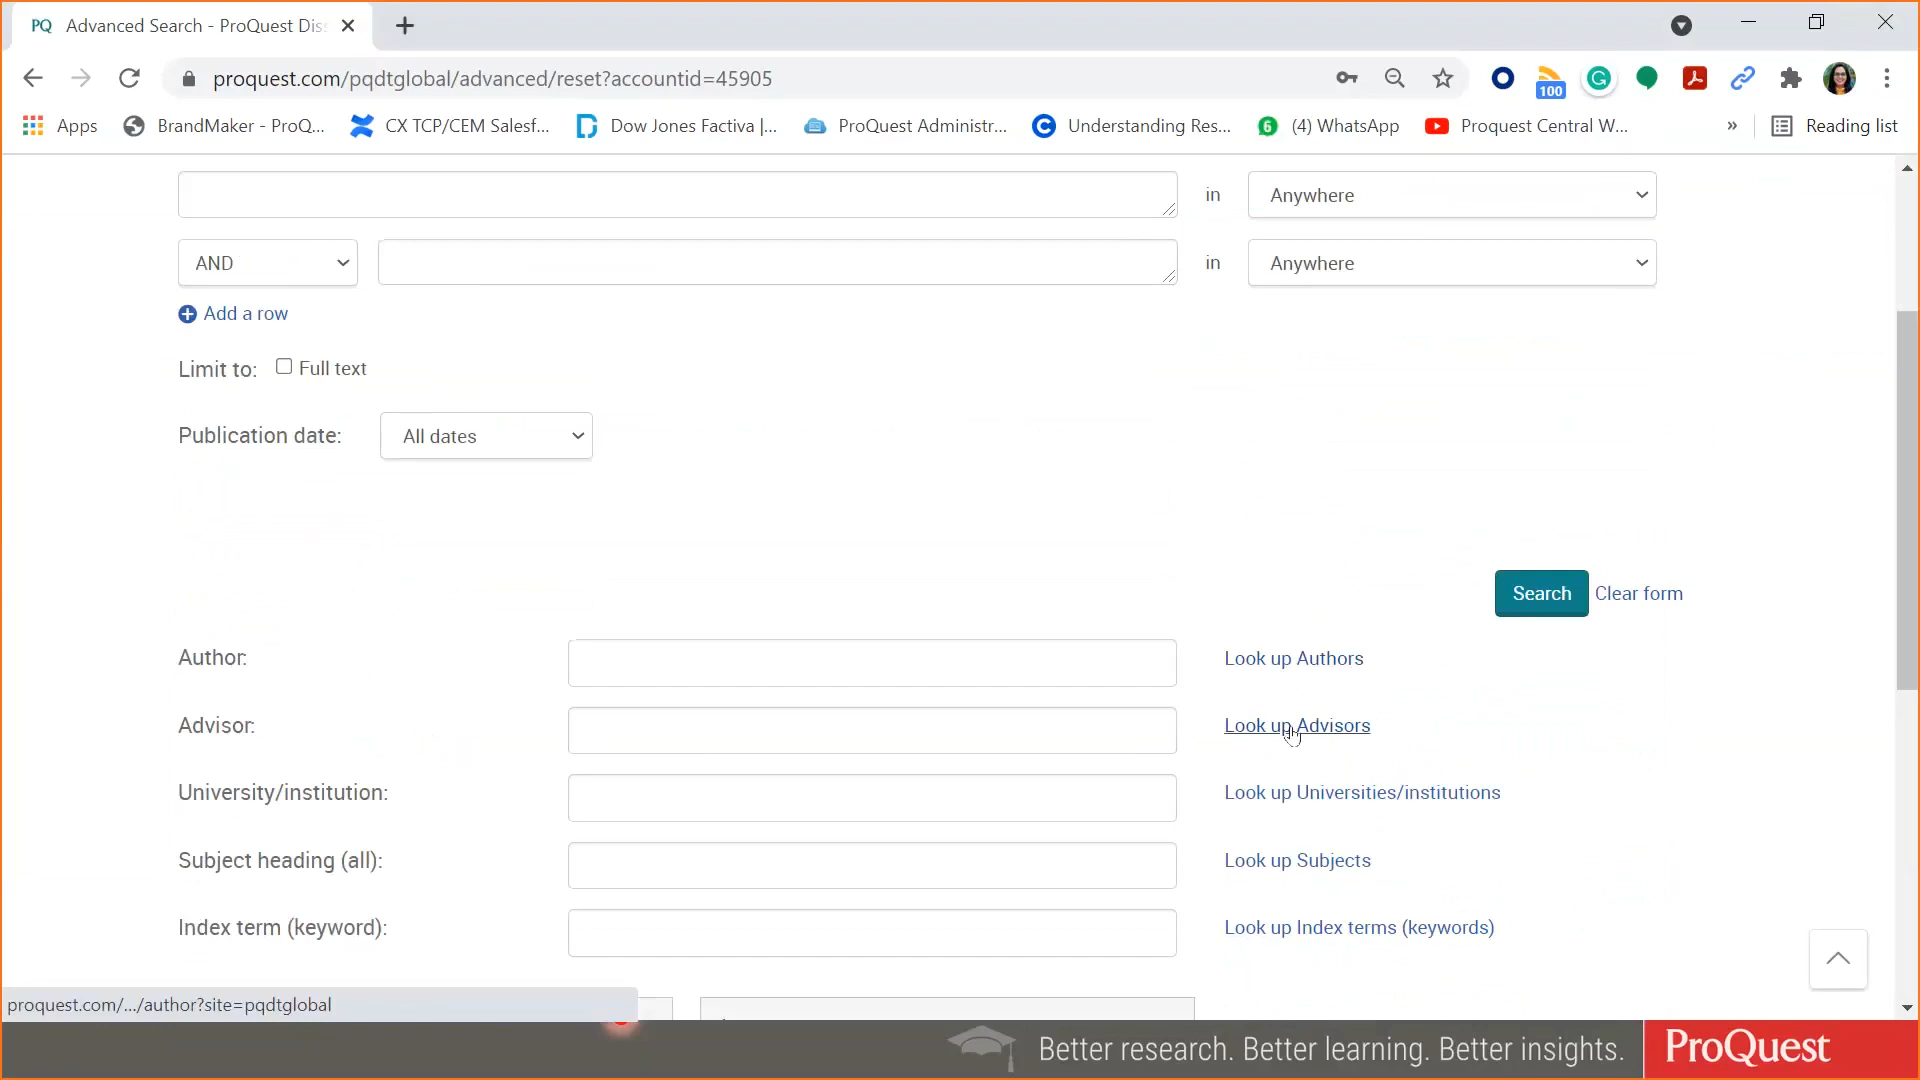 PQ Advanced Search - ProQuest Dis
proquest.com/pqdtglobal/advanced/reset?accountid=45905
100
Apps BrandMaker - ProQ... CX TCP/CEM Salesf... Dow Jones Factiva |... ProQuest Administr... Understanding Res... 6 (4) WhatsApp Proquest Central W... » Reading list
in Anywhere
AND in Anywhere
Add a row
Limit to: Full text
Publication date: All dates
Search Clear form
Author: Look up Authors
Advisor: Look up Advisors
University/institution: Look up Universities/institutions
Subject heading (all): Look up Subjects
Index term (keyword): Look up Index terms (keywords)
proquest.com/.../author?site=pqdtglobal
Better research. Better learning. Better insights. ProQuest